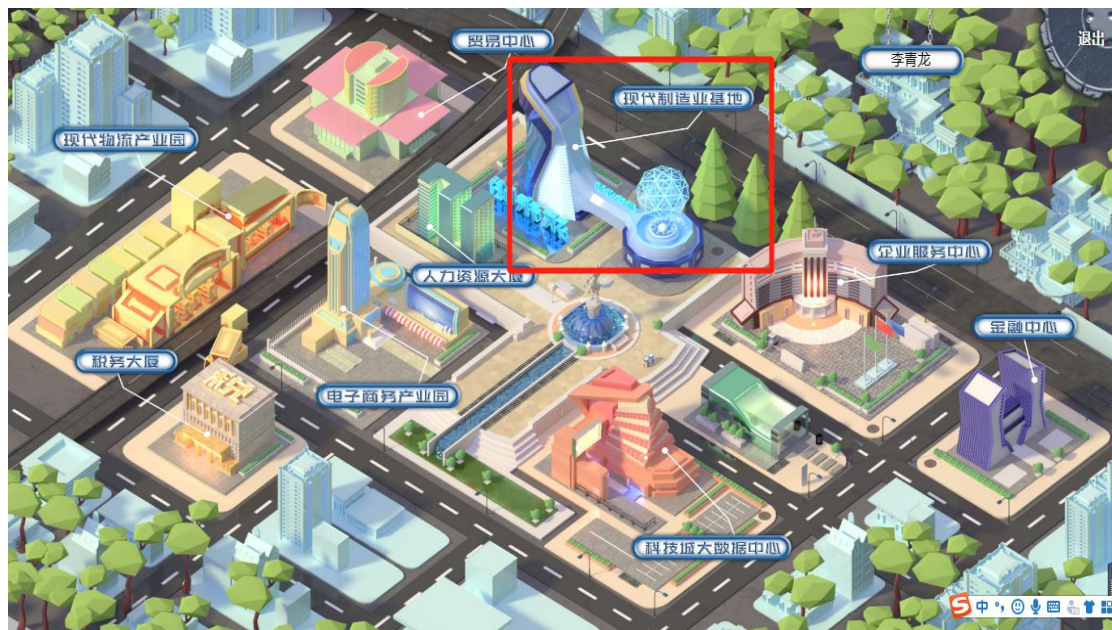 贸易中心
退出
李青龙
现代制造业基地
现代物流产业园
企业服务中心
人力资源大厦
金融中心
税务大厦
电子商务产业园
科技城大数据中心
中